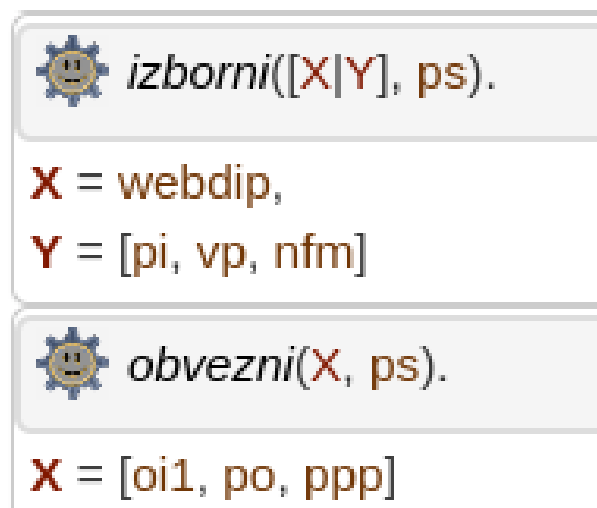 izborni([X|Y], ps).
X = webdip,
Y = [pi, vp, nfm]
obvezni(X, ps).
X = [oi1, po, ppp]